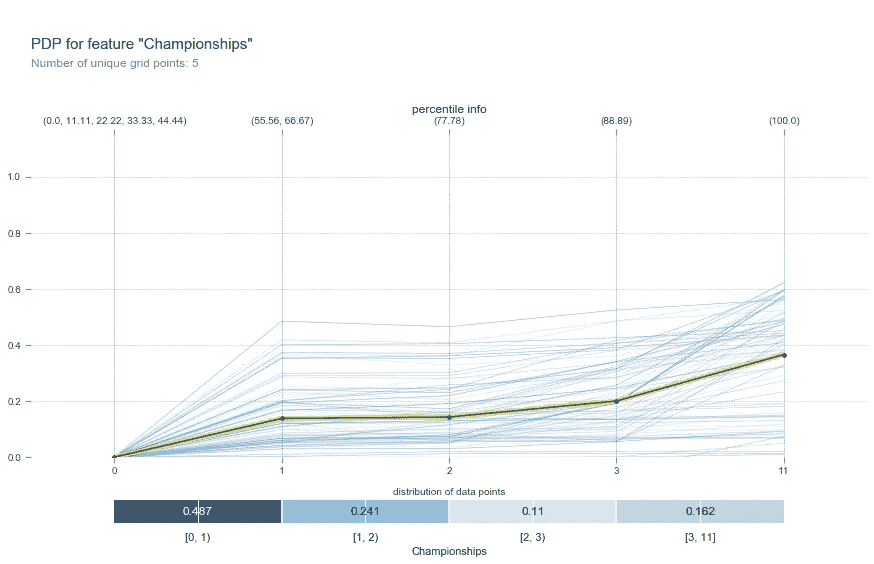 PDP for feature "Championships"
Number of unique grid points: 5
percentile info
(0.0, 11.11, 22.22, 33.33, 44.44) (55.56, 66.67) (77.78) (88.89) (100.0)
1.0
0.8
0.6
0.4
0.2
0.0
0 1 2 3 11
distribution of data points
0.487 0.241 0.11 0.162
[0, 1) [1, 2) [2, 3) [3, 11]
Championships